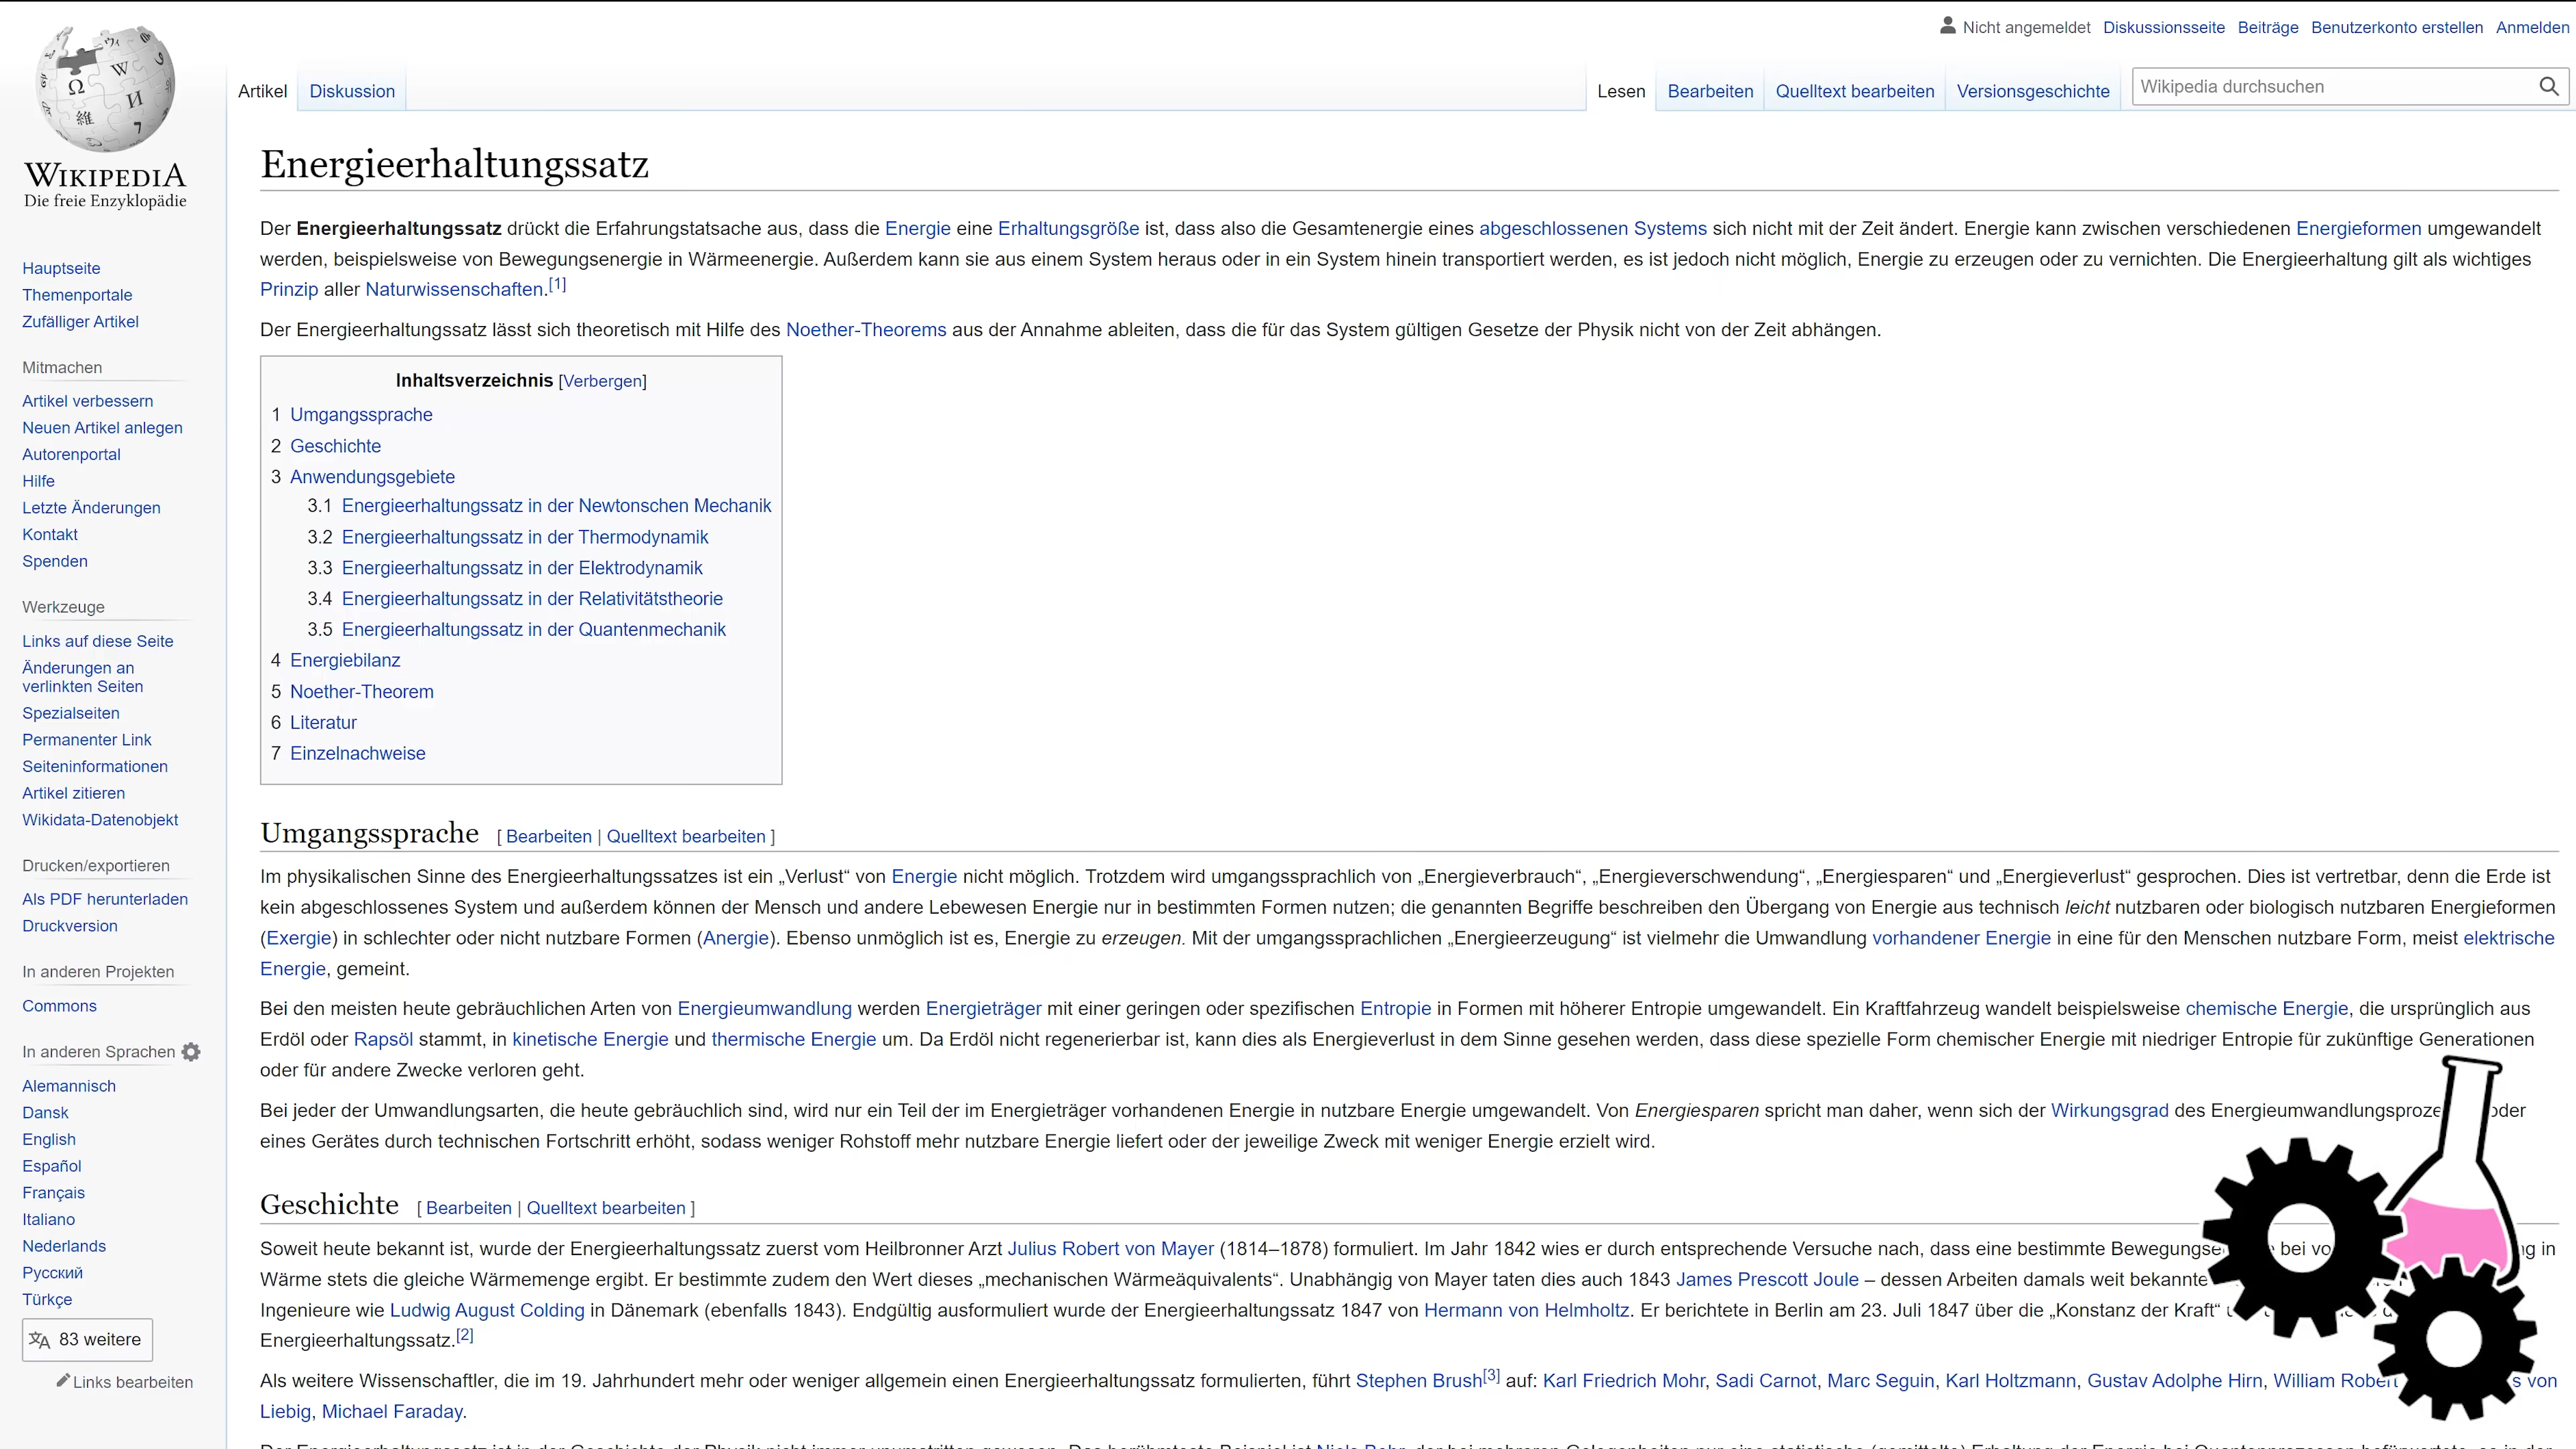 Nicht angemeldet Diskussionsseite Beiträge Benutzerkonto erstellen Anmelden
Artikel Diskussion Lesen Bearbeiten Quelltext bearbeiten Versionsgeschichte Wikipedia durchsuchen
WIKIPEDIA
Die freie Enzyklopädie
Hauptseite
Themenportale
Zufälliger Artikel
Mitmachen
Artikel verbessern
Neuen Artikel anlegen
Autorenportal
Hilfe
Letzte Änderungen
Kontakt
Spenden
Werkzeuge
Links auf diese Seite
Änderungen an
verlinkten Seiten
Spezialseiten
Permanenter Link
Seiteninformationen
Artikel zitieren
Wikidata-Datenobjekt
Drucken/exportieren
Als PDF herunterladen
Druckversion
In anderen Projekten
Commons
In anderen Sprachen
Alemannisch
Dansk
English
Español
Français
Italiano
Nederlands
Русский
Türkçe
83 weitere
Links bearbeiten
Energieerhaltungssatz
Der Energieerhaltungssatz drückt die Erfahrungstatsache aus, dass die Energie eine Erhaltungsgröße ist, dass also die Gesamtenergie eines abgeschlossenen Systems sich nicht mit der Zeit ändert. Energie kann zwischen verschiedenen Energieformen umgewandelt
werden, beispielsweise von Bewegungsenergie in Wärmeenergie. Außerdem kann sie aus einem System heraus oder in ein System hinein transportiert werden, es ist jedoch nicht möglich, Energie zu erzeugen oder zu vernichten. Die Energieerhaltung gilt als wichtiges
Prinzip aller Naturwissenschaften.[1]
Der Energieerhaltungssatz lässt sich theoretisch mit Hilfe des Noether-Theorems aus der Annahme ableiten, dass die für das System gültigen Gesetze der Physik nicht von der Zeit abhängen.
Inhaltsverzeichnis [Verbergen]
1 Umgangssprache
2 Geschichte
3 Anwendungsgebiete
3.1 Energieerhaltungssatz in der Newtonschen Mechanik
3.2 Energieerhaltungssatz in der Thermodynamik
3.3 Energieerhaltungssatz in der Elektrodynamik
3.4 Energieerhaltungssatz in der Relativitätstheorie
3.5 Energieerhaltungssatz in der Quantenmechanik
4 Energiebilanz
5 Noether-Theorem
6 Literatur
7 Einzelnachweise
Umgangssprache [ Bearbeiten | Quelltext bearbeiten ]
Im physikalischen Sinne des Energieerhaltungssatzes ist ein „Verlust“ von Energie nicht möglich. Trotzdem wird umgangssprachlich von „Energieverbrauch“, „Energieverschwendung“, „Energiesparen“ und „Energieverlust“ gesprochen. Dies ist vertretbar, denn die Erde ist
kein abgeschlossenes System und außerdem können der Mensch und andere Lebewesen Energie nur in bestimmten Formen nutzen; die genannten Begriffe beschreiben den Übergang von Energie aus technisch leicht nutzbaren oder biologisch nutzbaren Energieformen
(Exergie) in schlechter oder nicht nutzbare Formen (Anergie). Ebenso unmöglich ist es, Energie zu erzeugen. Mit der umgangssprachlichen „Energieerzeugung“ ist vielmehr die Umwandlung vorhandener Energie in eine für den Menschen nutzbare Form, meist elektrische
Energie, gemeint.
Bei den meisten heute gebräuchlichen Arten von Energieumwandlung werden Energieträger mit einer geringen oder spezifischen Entropie in Formen mit höherer Entropie umgewandelt. Ein Kraftfahrzeug wandelt beispielsweise chemische Energie, die ursprünglich aus
Erdöl oder Rapsöl stammt, in kinetische Energie und thermische Energie um. Da Erdöl nicht regenerierbar ist, kann dies als Energieverlust in dem Sinne gesehen werden, dass diese spezielle Form chemischer Energie mit niedriger Entropie für zukünftige Generationen
oder für andere Zwecke verloren geht.
Bei jeder der Umwandlungsarten, die heute gebräuchlich sind, wird nur ein Teil der im Energieträger vorhandenen Energie in nutzbare Energie umgewandelt. Von Energiesparen spricht man daher, wenn sich der Wirkungsgrad des oder
eines Gerätes durch technischen Fortschritt erhöht, sodass weniger Rohstoff mehr nutzbare Energie liefert oder der jeweilige Zweck mit weniger Energie erzielt wird.
Geschichte [ Bearbeiten | Quelltext bearbeiten ]
Soweit heute bekannt ist, wurde der Energieerhaltungssatz zuerst vom Heilbronner Arzt Julius Robert von Mayer (1814–1878) formuliert. Im Jahr 1842 wies er durch entsprechende Versuche nach, dass eine bestimmte bei in
Wärme stets die gleiche Wärmemenge ergibt. Er bestimmte zudem den Wert dieses „mechanischen Wärmeäquivalents“. Unabhängig von Mayer taten dies auch 1843 James Prescott Joule – dessen Arbeiten damals weit
Ingenieure wie Ludwig August Colding in Dänemark (ebenfalls 1843). Endgültig ausformuliert wurde der Energieerhaltungssatz 1847 von Hermann von Helmholtz. Er berichtete in Berlin am 23. Juli 1847 über die „Konstanz der Kraft“
Energieerhaltungssatz.[2]
Als weitere Wissenschaftler, die im 19. Jahrhundert mehr oder weniger allgemein einen Energieerhaltungssatz formulierten, führt Stephen Brush[3] auf: Karl Friedrich Mohr, Sadi Carnot, Marc Seguin, Karl Holtzmann, Gustav Adolphe Hirn, William von
Liebig, Michael Faraday.